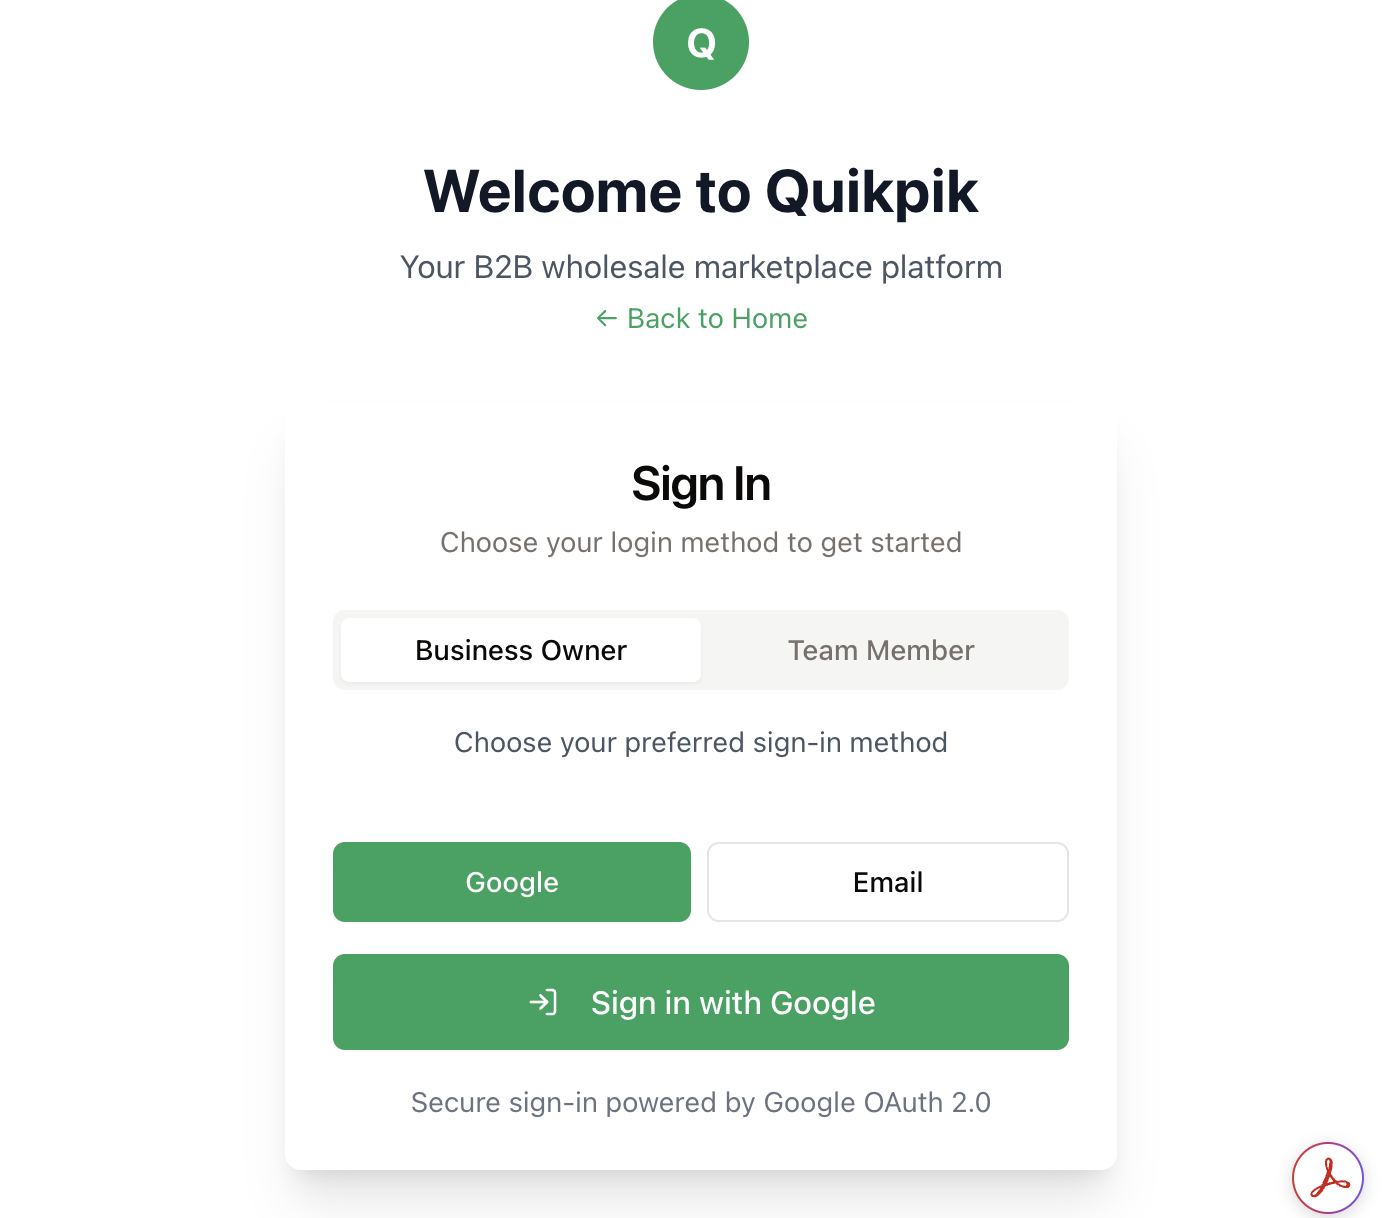 Q
Welcome to Quikpik
Your B2B wholesale marketplace platform
← Back to Home
Sign In
Choose your login method to get started
Business Owner
Team Member
Choose your preferred sign-in method
Google
Email
Sign in with Google
Secure sign-in powered by Google OAuth 2.0